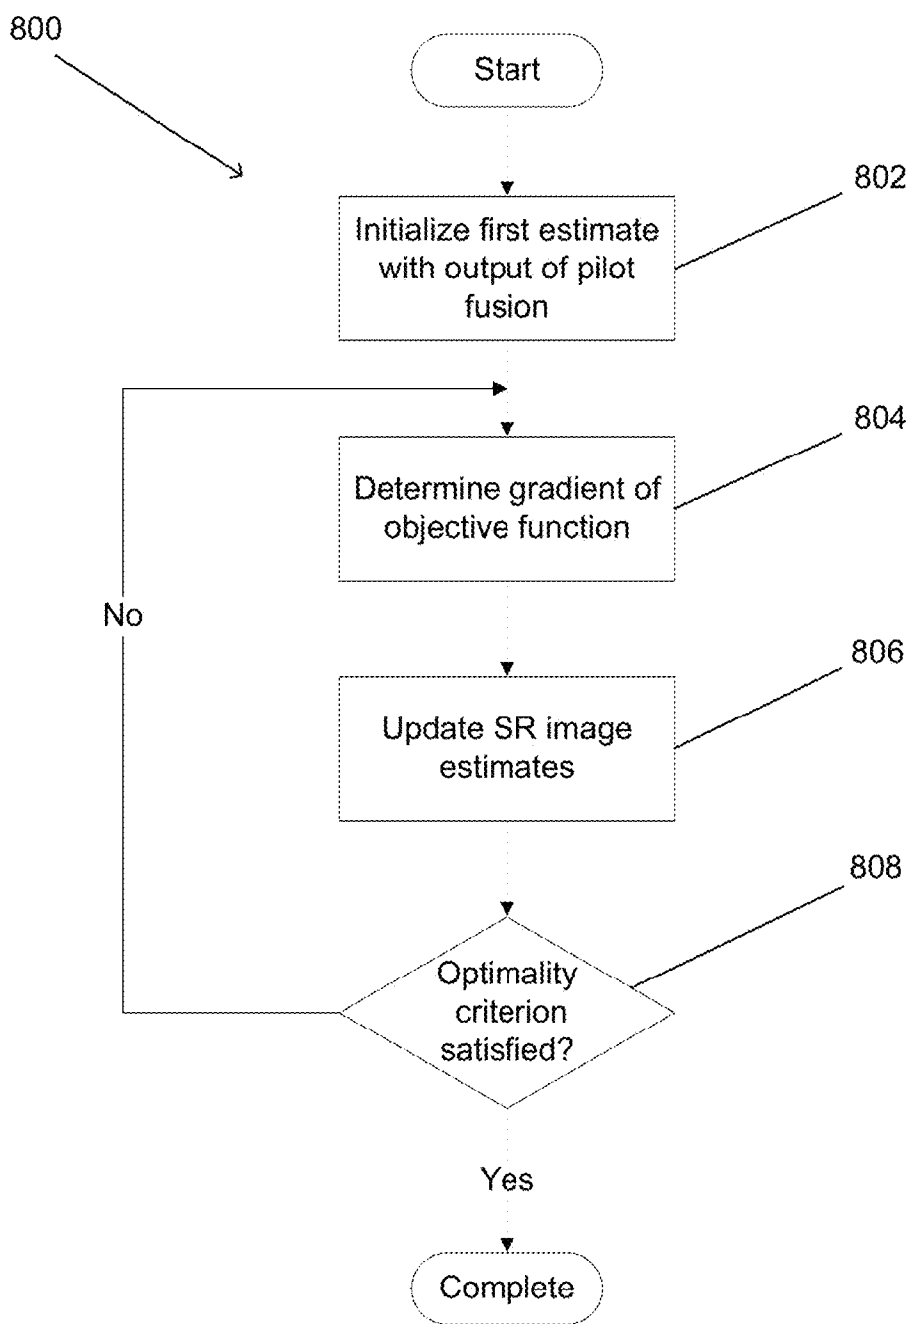 800
Start
802
Initialize first estimate
with output of pilot
fusion
804
Determine gradient of
objective function
No
806
Update SR image
estimates
808
Optimality
criterion
satisfied?
Yes
Complete